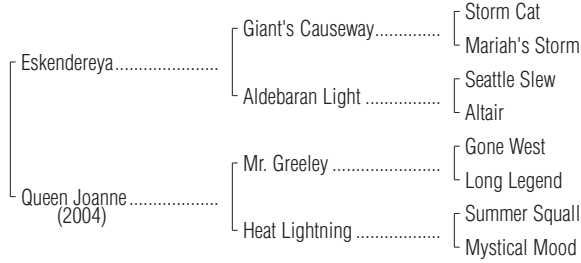 Storm Cat
Giant's Causeway..............
Mariah's Storm
Eskendereya......................
Seattle Slew
Aldebaran Light ................
Altair
Gone West
Mr. Greeley .......................
Long Legend
Queen Joanne ...................
(2004)
Summer Squall
Heat Lightning ..................
Mystical Mood